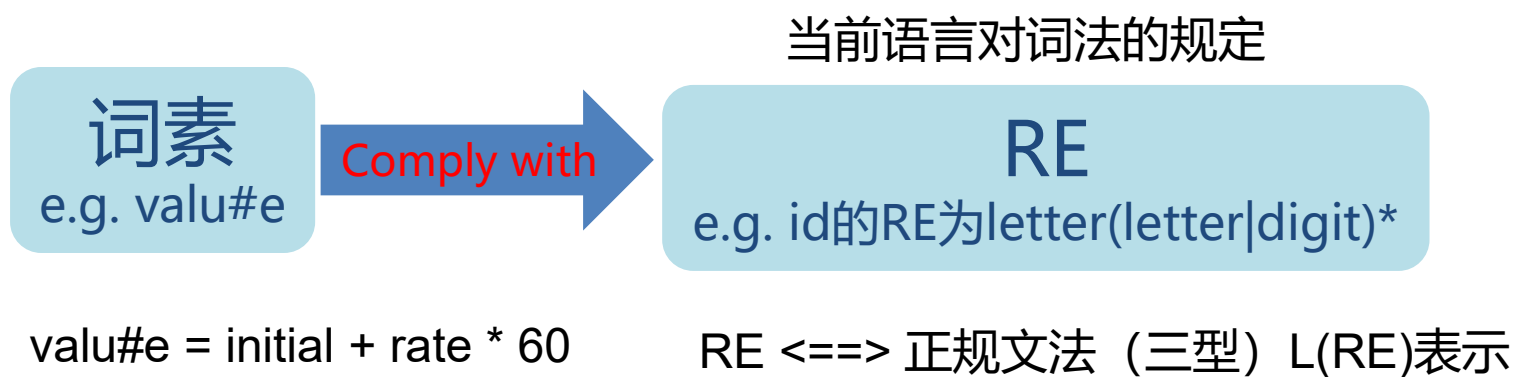 当前语言对词法的规定
词素
e.g. valu#e
Comply with
RE
e.g. id的RE为letter(letter|digit)*
valu#e = initial + rate * 60
RE <==> 正规文法（三型）L(RE)表示